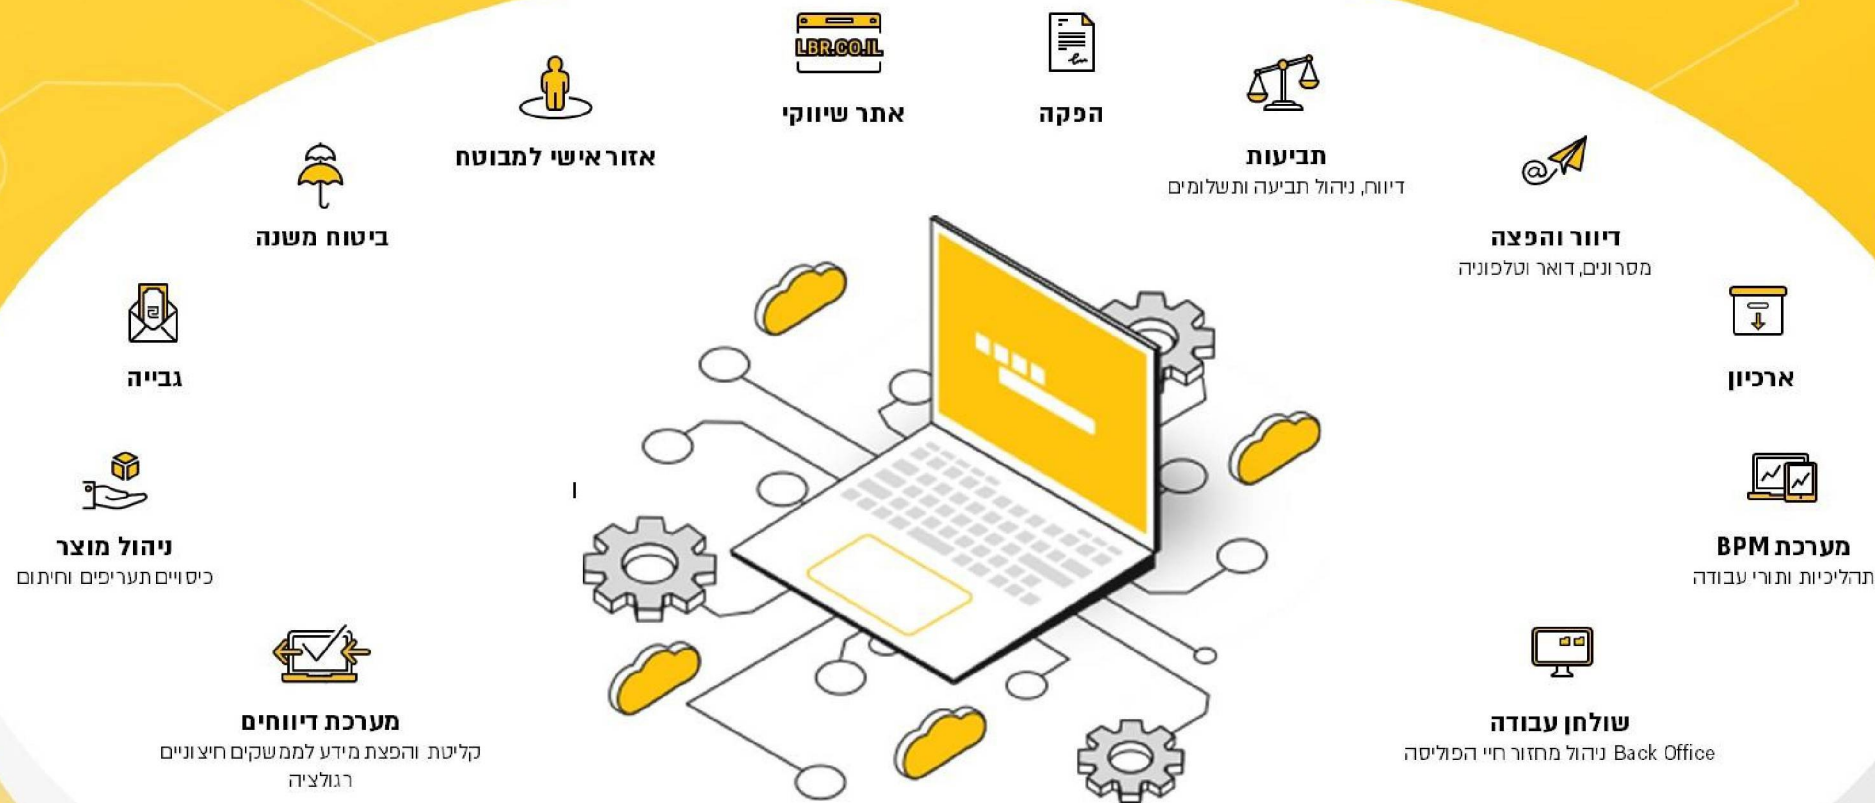 LBR.CO.IL
הפקה
אתר שיווקי
תביעות
דיווח, ניהול תביעה ותשלומים
אזור אישי למבוטח
דיוור והפצה
מסרונים, דואר וטלפוניה
ביטוח משנה
ארכיון
גבייה
מערכת BPM
תהליכיות ותורי עבודה
ניהול מוצר
כיסויים תעריפים וחיתום
שולחן עבודה
Back Office ניהול מחזור חיי הפוליסה
מערכת דיווחים
קליטת והפצת מידע לממשקים חיצוניים
רגולציה